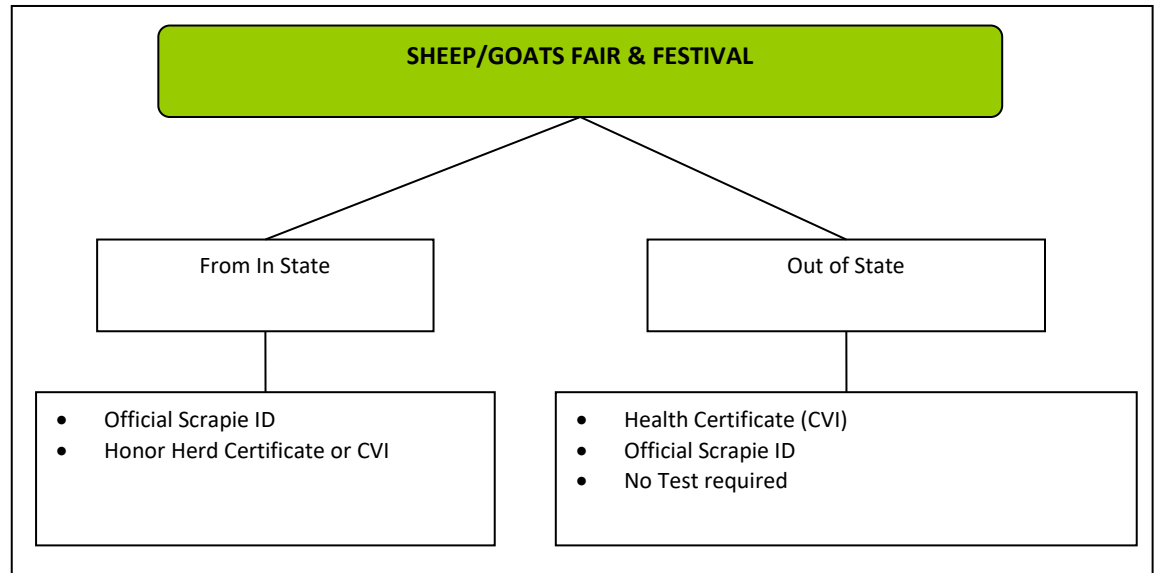 SHEEP/GOATS FAIR & FESTIVAL
From In State
Out of State
• Official Scrapie ID
• Honor Herd Certificate or CVI
• Health Certificate (CVI)
• Official Scrapie ID
• No Test required